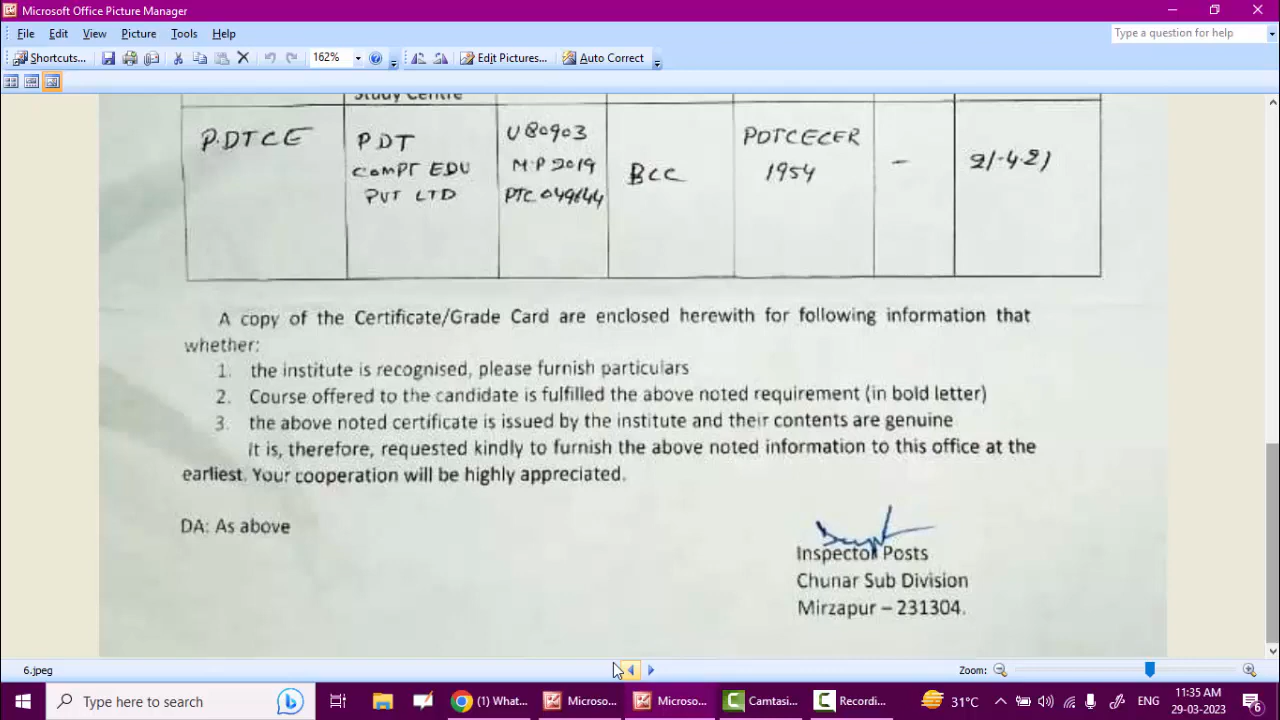 Microsoft Office Picture Manager
File Edit View Picture Tools Help
Type a question for help
Shortcuts... 162% Edit Pictures... Auto Correct
Study Centre
P.DTCE PDT U80903 BCC PDTCECER - 21-4-21
COMPT EDU MP2019 1954
PVT LTD PTC049644
A copy of the Certificate/Grade Card are enclosed herewith for following information that
whether:
1. the institute is recognised, please furnish particulars
2. Course offered to the candidate is fulfilled the above noted requirement (in bold letter)
3. the above noted certificate is issued by the institute and their contents are genuine
It is, therefore, requested kindly to furnish the above noted information to this office at the
earliest. Your cooperation will be highly appreciated.
DA: As above
Inspector Posts
Chunar Sub Division
Mirzapur – 231304.
6.jpeg Zoom:
Type here to search (1) What... Microso... Microso... Camtasi... Recordi... 31°C ENG 11:35 AM
29-03-2023 6